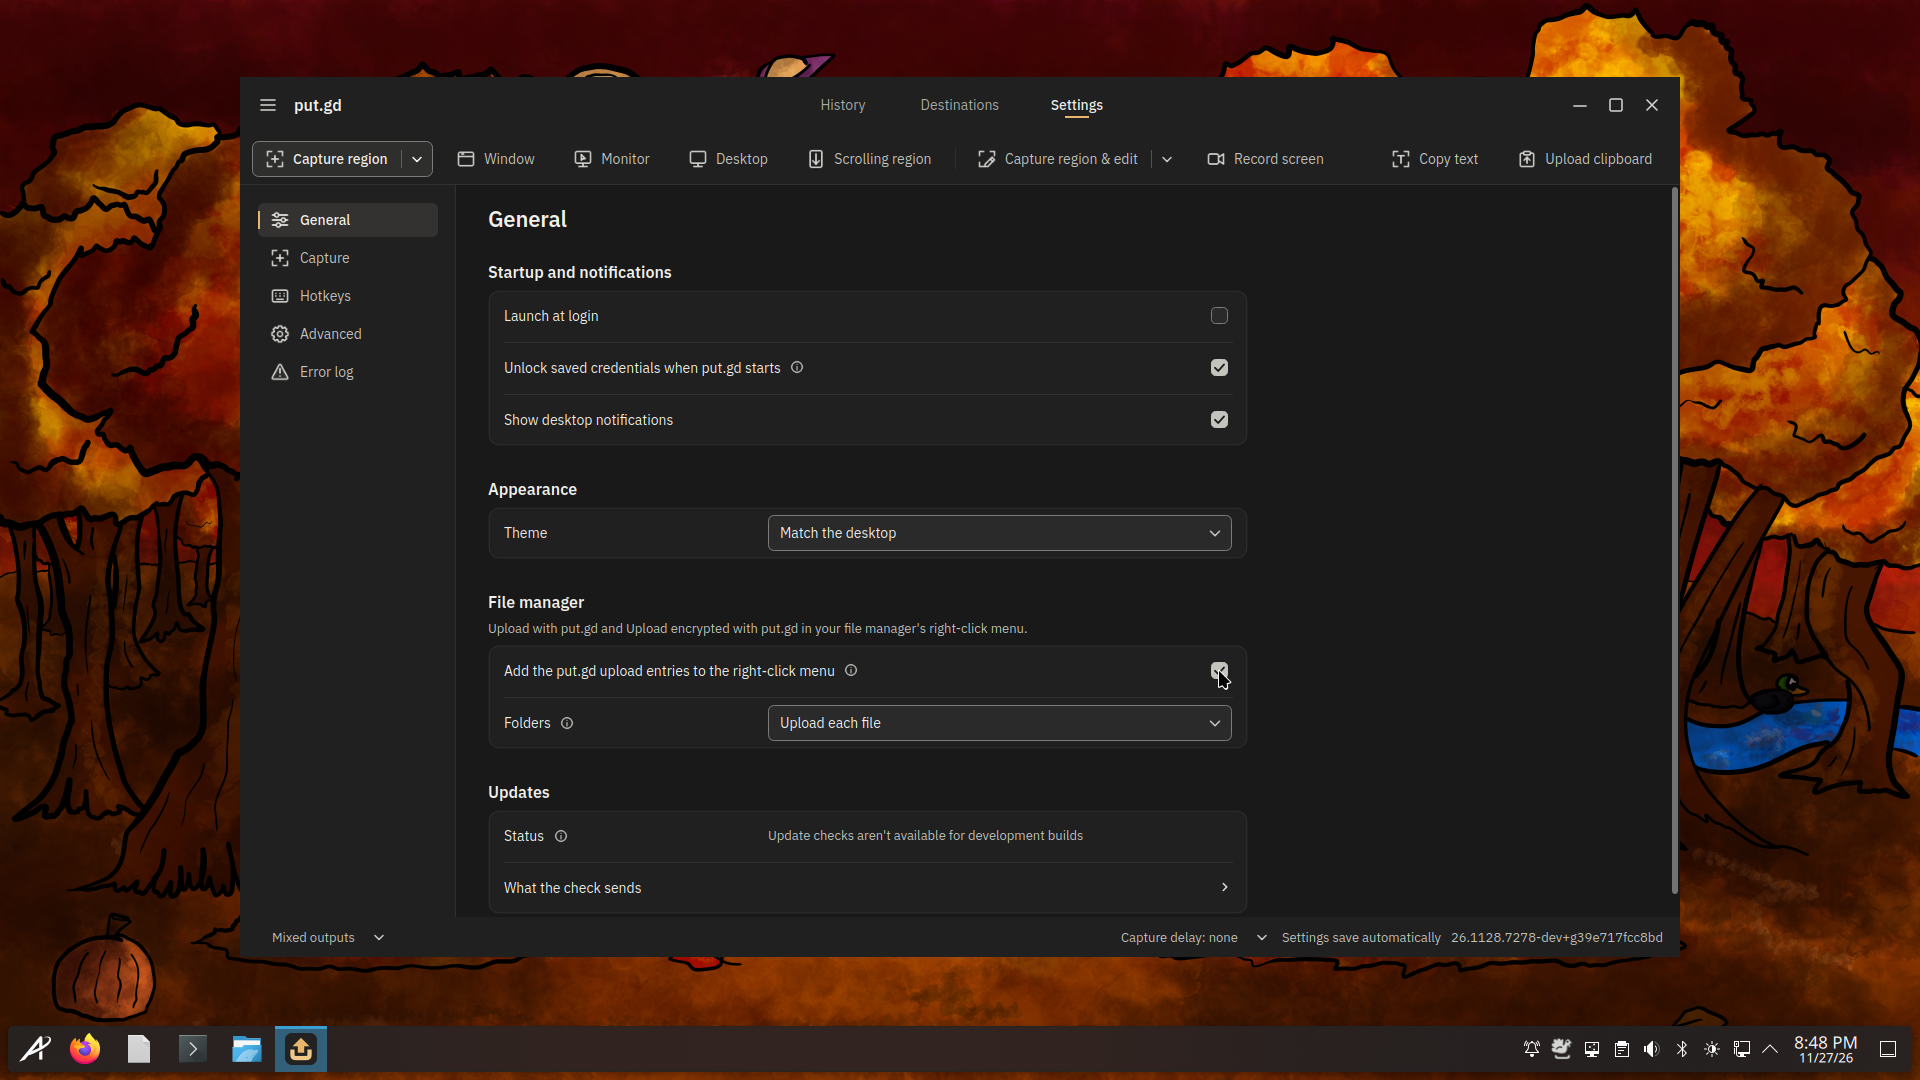 put.gd
History
Destinations
Settings
Capture region
Window
Monitor
Desktop
Scrolling region
Capture region & edit
Record screen
Copy text
Upload clipboard
General
Capture
Hotkeys
Advanced
Error log
General
Startup and notifications
Launch at login
Unlock saved credentials when put.gd starts
Show desktop notifications
Appearance
Theme
Match the desktop
File manager
Upload with put.gd and Upload encrypted with put.gd in your file manager's right-click menu.
Add the put.gd upload entries to the right-click menu
Folders
Upload each file
Updates
Status
Update checks aren't available for development builds
What the check sends
Mixed outputs
Capture delay: none
Settings save automatically
26.1128.7278-dev+g39e717fcc8bd
8:48 PM
11/27/26